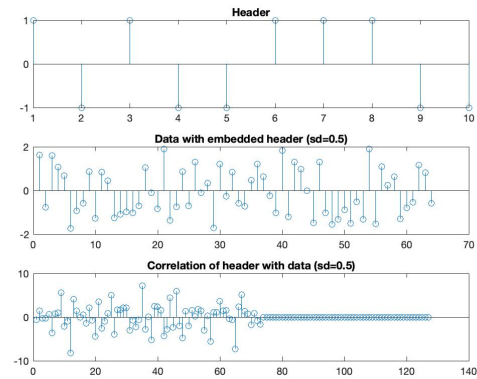 Header
1
0
-1
1 2 3 4 5 6 7 8 9 10
Data with embedded header (sd=0.5)
2
0
-2
0 10 20 30 40 50 60 70
Correlation of header with data (sd=0.5)
10
0
-10
0 20 40 60 80 100 120 140